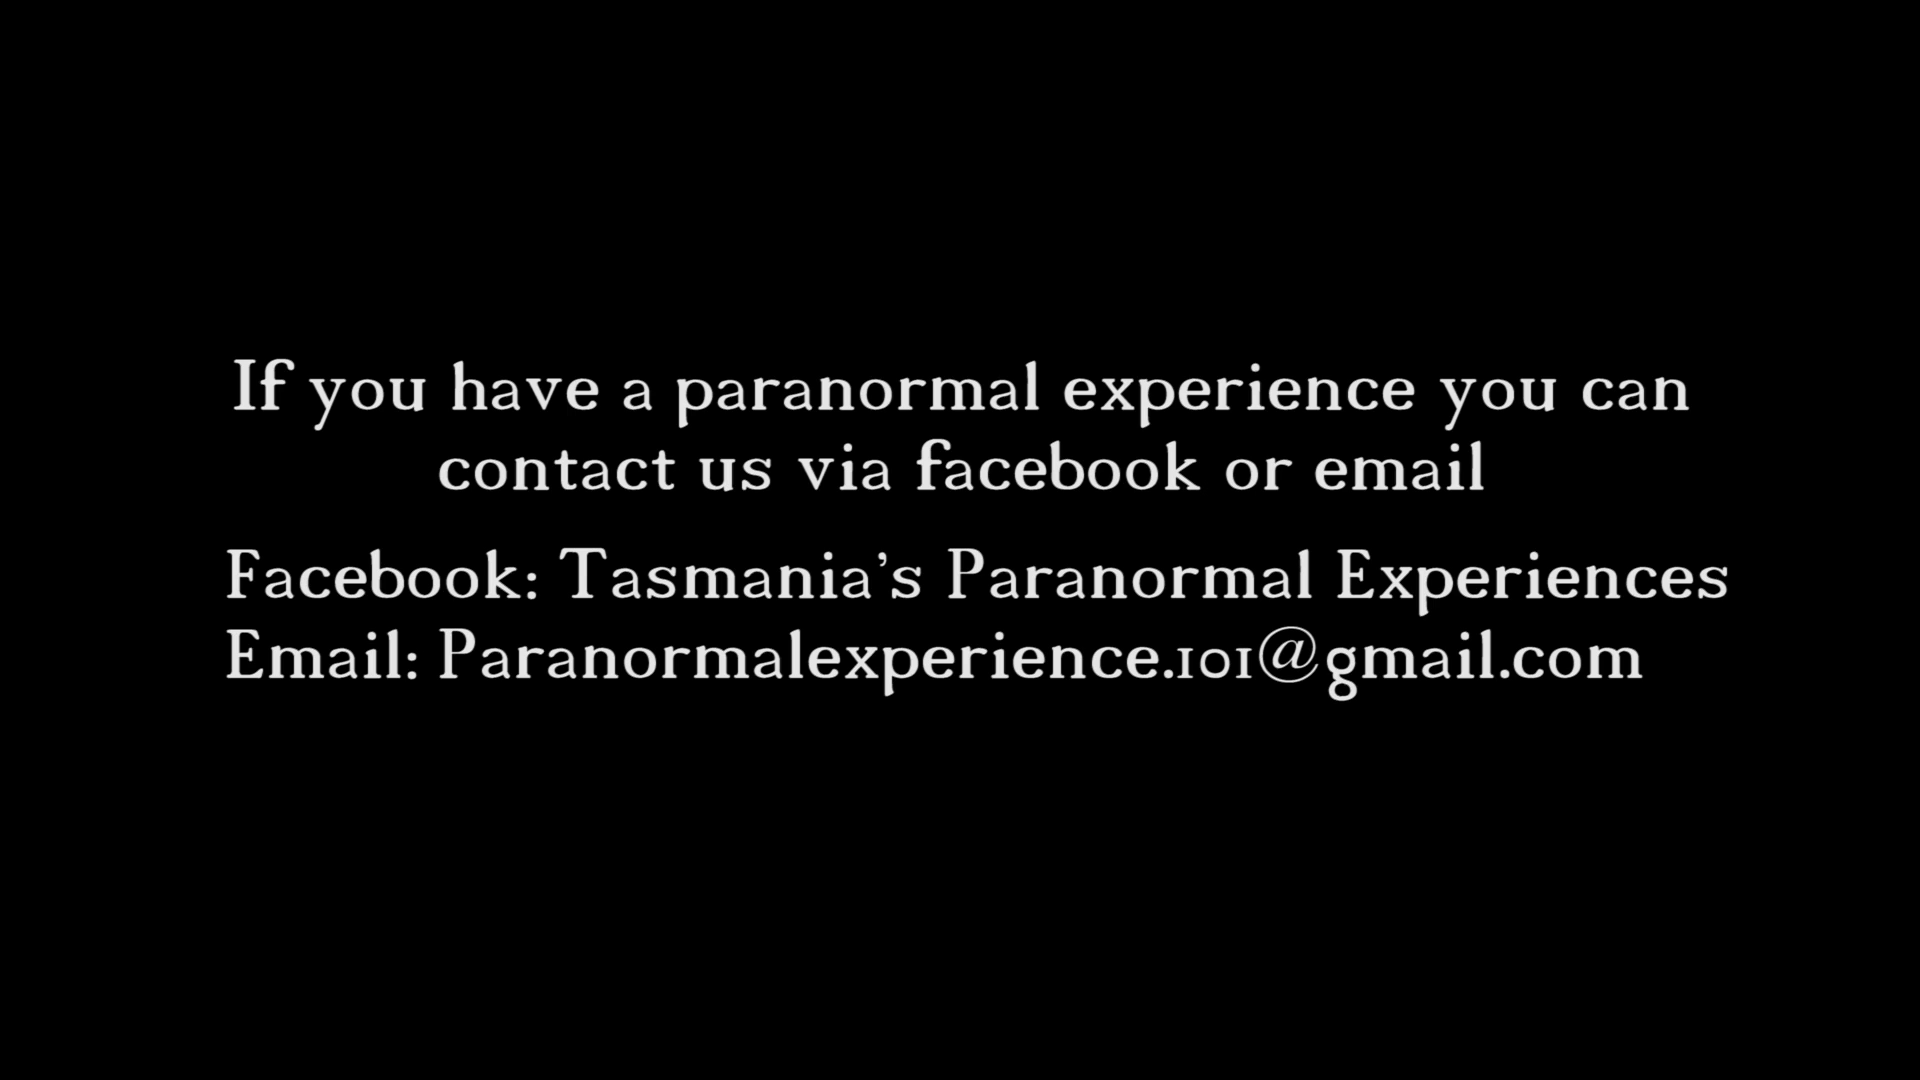 If you have a paranormal experience you can
contact us via facebook or email
Facebook: Tasmania's Paranormal Experiences
Email: Paranormalexperience.101@gmail.com